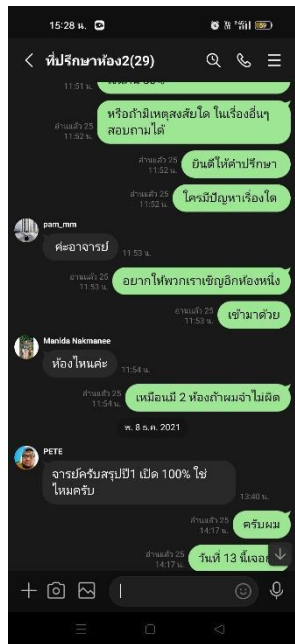 15:28 น.
59
ที่ปรึกษาห้อง2(29)
11:51 น.
หรือถ้ามีเหตุสงสัยใด ในเรื่องอื่นๆ
สอบถามได้
อ่านแล้ว 25
11:52 น.
ยินดีให้คำปรึกษา
อ่านแล้ว 25
11:52 น.
ใครมีปัญหาเรื่องใด
อ่านแล้ว 25
11:52 น.
pam_mm
ค่ะอาจารย์
11:53 น.
อยากให้พวกเราเชิญอีกห้องหนึ่ง
อ่านแล้ว 25
11:53 น.
เข้ามาด้วย
อ่านแล้ว 25
11:53 น.
Manida Nakmanee
ห้องไหนค่ะ
11:54 น.
เหมือนมี 2 ห้องถ้าผมจำไม่ผิด
อ่านแล้ว 25
11:54 น.
พ. 8 ธ.ค. 2021
PETE
จารย์ครับสรุปปี1 เปิด 100% ใช่
ไหมครับ
13:40 น.
ครับผม
อ่านแล้ว 25
14:17 น.
วันที่ 13 นี้เจอ
อ่านแล้ว 25
14:17 น.